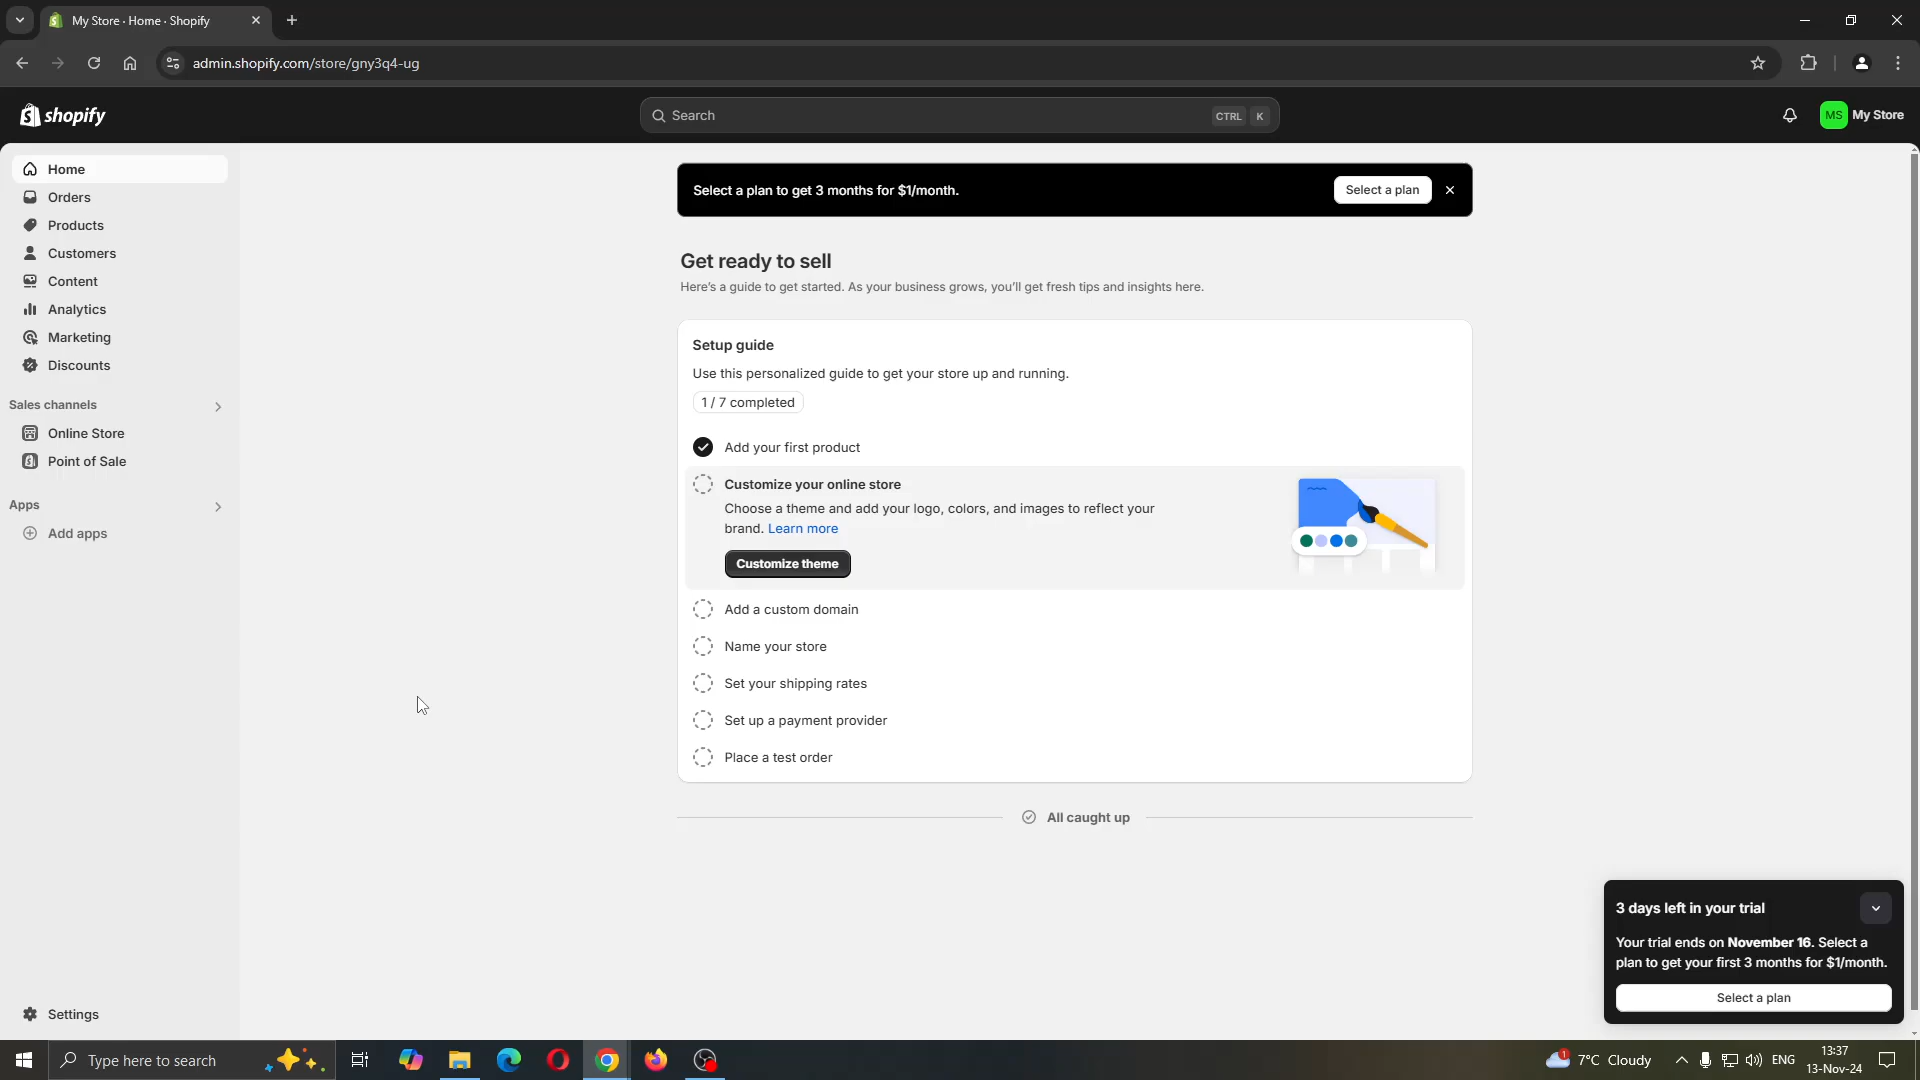 My Store · Home · Shopify
admin.shopify.com/store/gny3q4-ug
shopify
Search
CTRL K
MS My Store
Home
Orders
Products
Customers
Content
Analytics
Marketing
Discounts
Sales channels
Online Store
Point of Sale
Apps
Add apps
Settings
Select a plan to get 3 months for $1/month.
Select a plan
Get ready to sell
Here's a guide to get started. As your business grows, you'll get fresh tips and insights here.
Setup guide
Use this personalized guide to get your store up and running.
1 / 7 completed
Add your first product
Customize your online store
Choose a theme and add your logo, colors, and images to reflect your
brand. Learn more
Customize theme
Add a custom domain
Name your store
Set your shipping rates
Set up a payment provider
Place a test order
All caught up
3 days left in your trial
Your trial ends on November 16. Select a
plan to get your first 3 months for $1/month.
Select a plan
Type here to search
1
7°C Cloudy
ENG
13:37
13-Nov-24